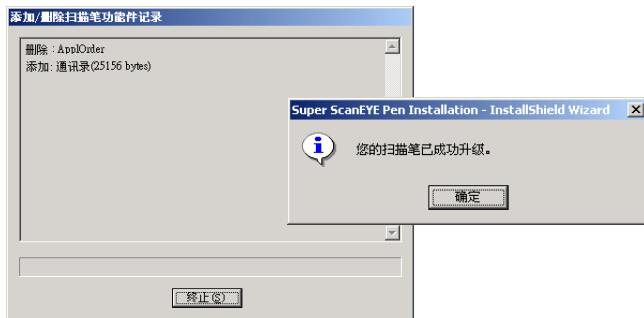 添加/删除扫描笔功能件记录
删除 : ApplOrder
添加: 通讯录(25156 bytes)
Super ScanEYE Pen Installation - InstallShield Wizard
您的扫描笔已成功升级。
确定
终止(S)